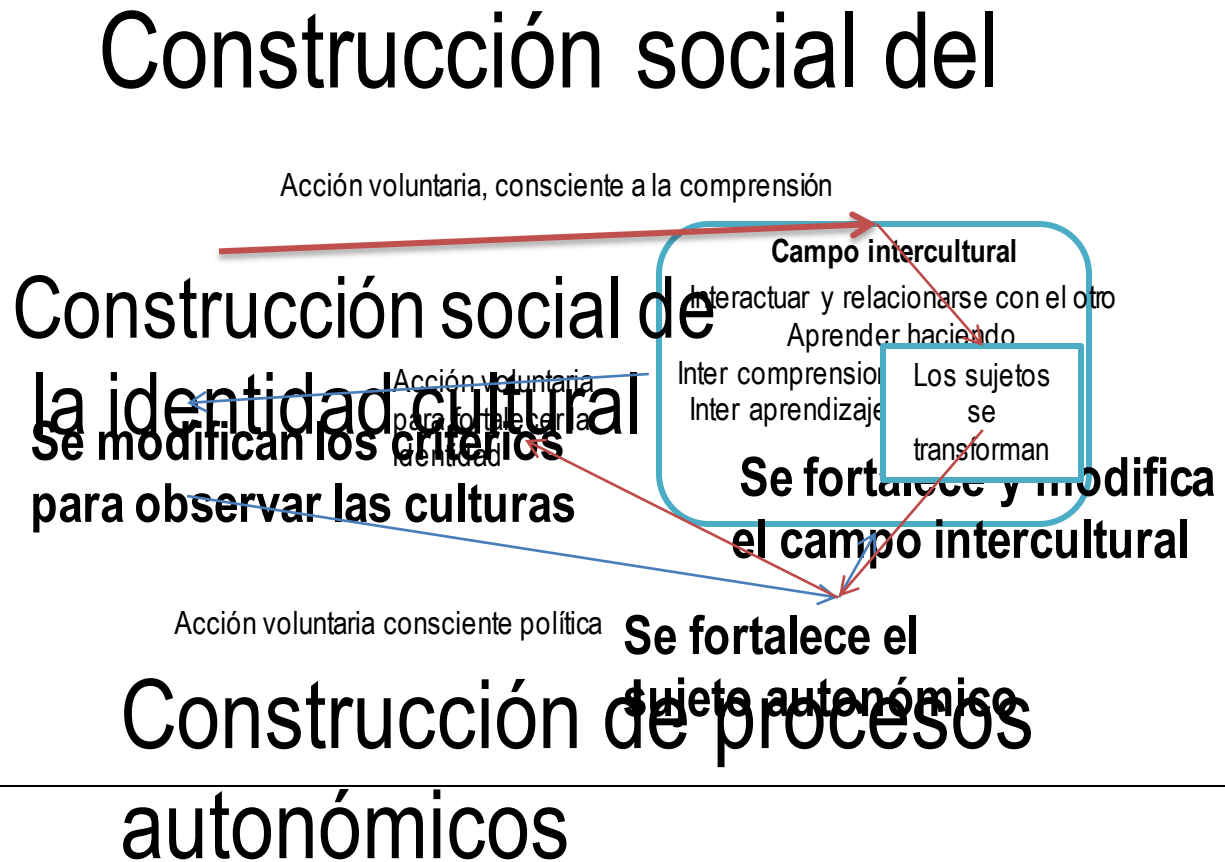 Construcción social del
Acción voluntaria, consciente a la comprensión
Campo intercultural
Interactuar y relacionarse con el otro
Aprender haciendo
Inter comprension
Inter aprendizaje
Los sujetos
se
transforman
Construcción social de
la identidad cultural
Acción voluntaria
para fortalecer la
identidad
Se modifican los criterios
para observar las culturas
Se fortalece y modifica
el campo intercultural
Acción voluntaria consciente política
Se fortalece el
sujeto autonómico
Construcción de procesos
autonómicos